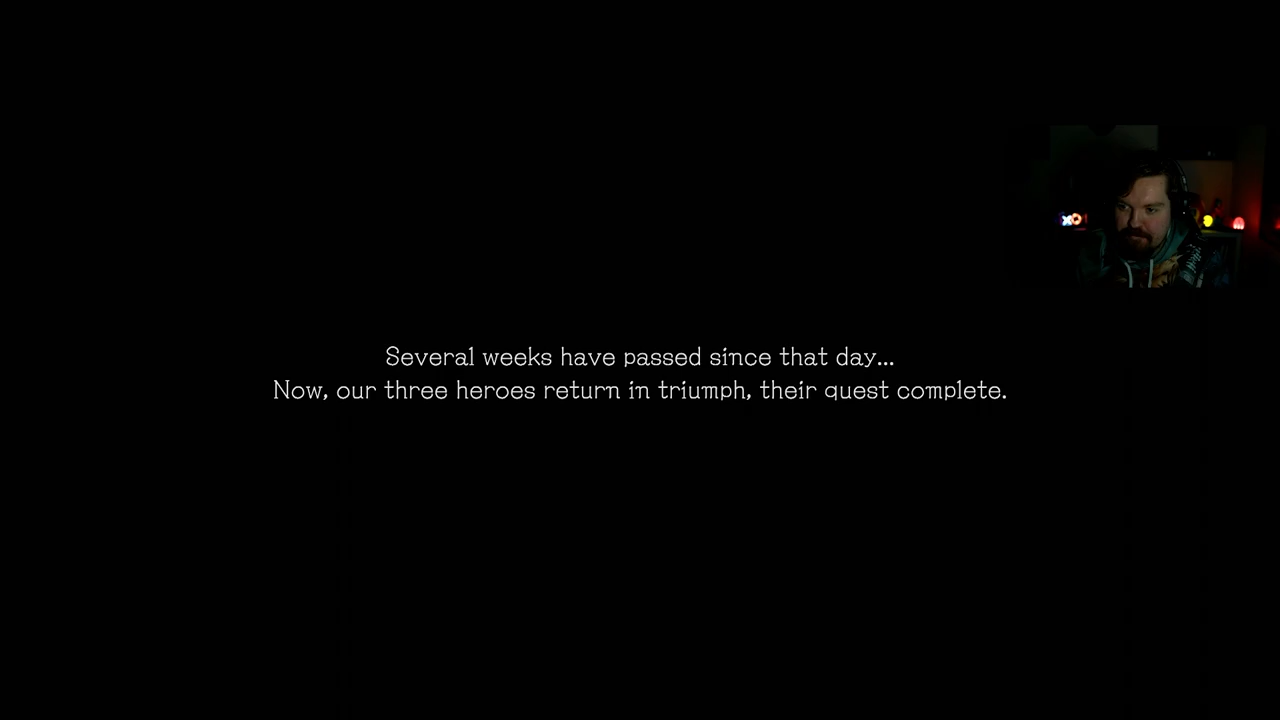 Several weeks have passed since that day...
Now, our three heroes return in triumph, their quest complete.